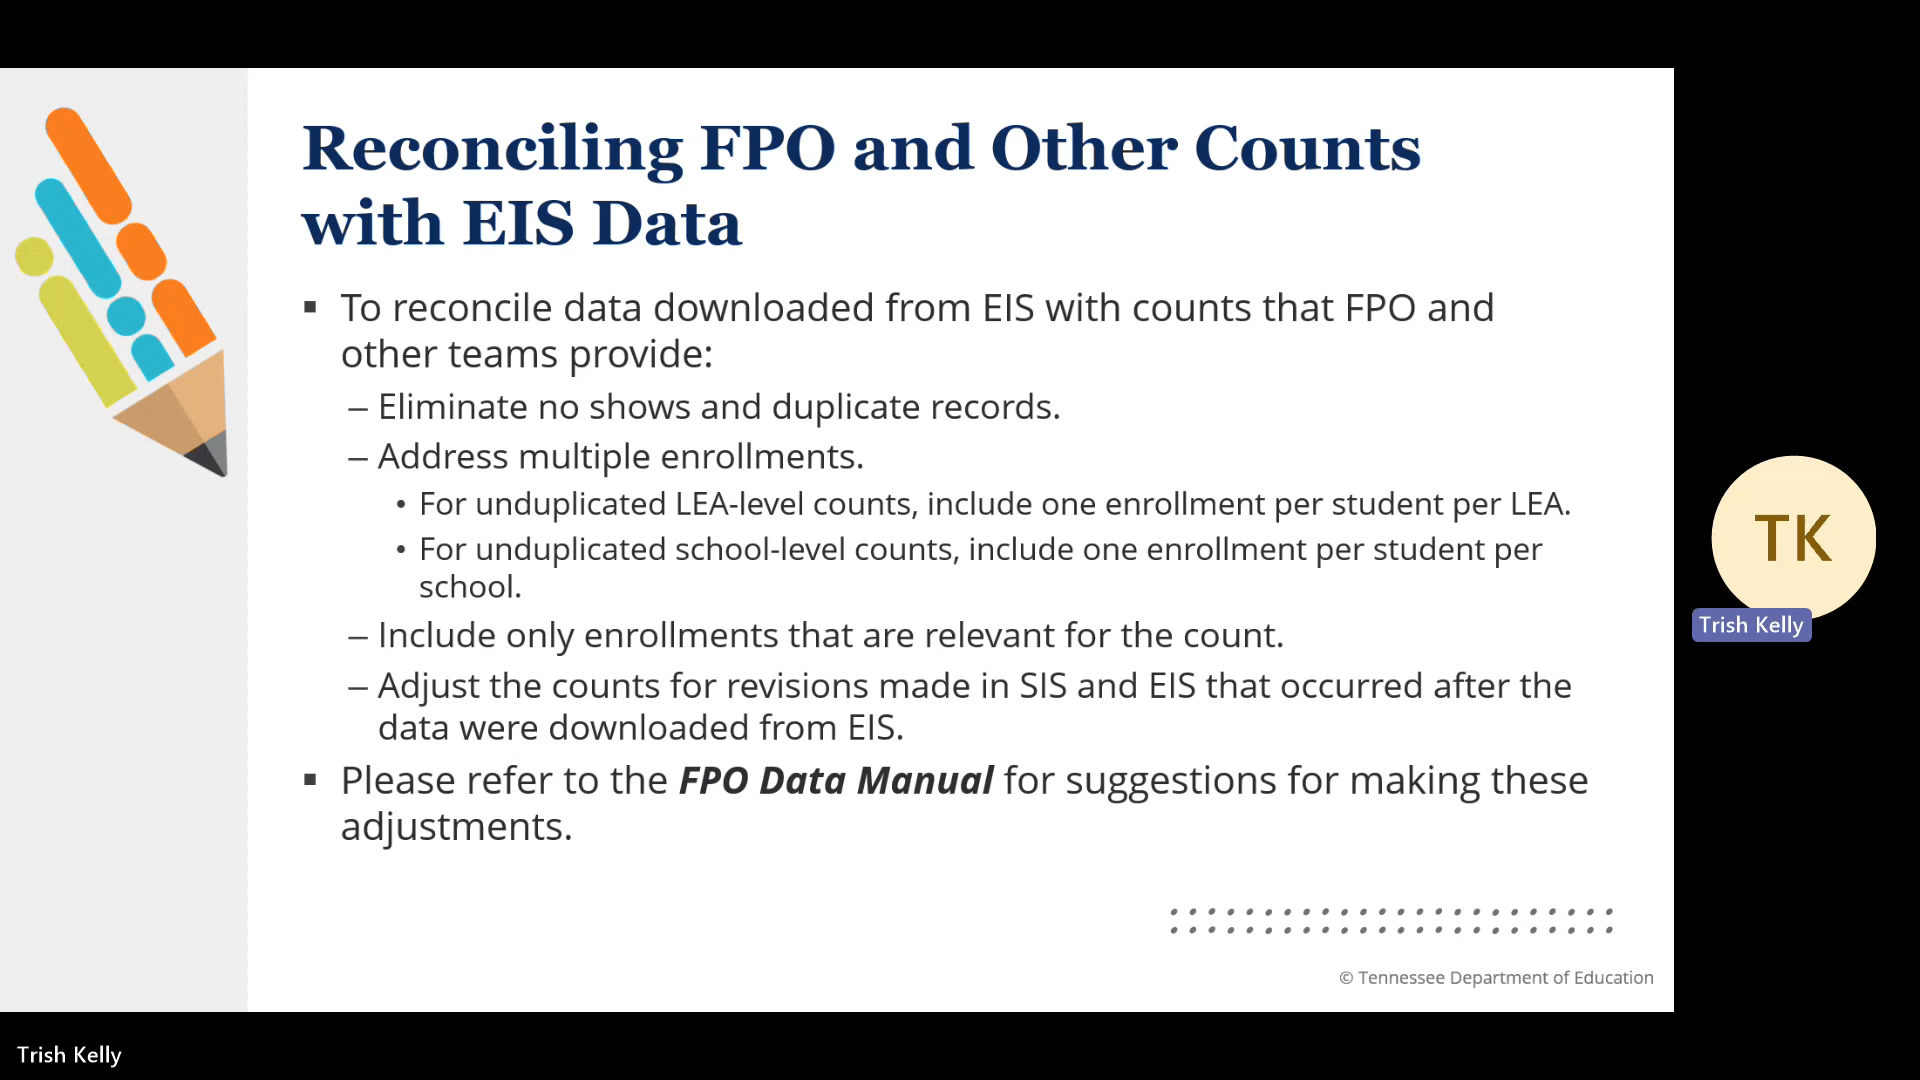 Reconciling FPO and Other Counts
with EIS Data
▪ To reconcile data downloaded from EIS with counts that FPO and
other teams provide:
– Eliminate no shows and duplicate records.
– Address multiple enrollments.
• For unduplicated LEA-level counts, include one enrollment per student per LEA.
• For unduplicated school-level counts, include one enrollment per student per
school.
– Include only enrollments that are relevant for the count.
– Adjust the counts for revisions made in SIS and EIS that occurred after the
data were downloaded from EIS.
▪ Please refer to the FPO Data Manual for suggestions for making these
adjustments.
© Tennessee Department of Education
TK
Trish Kelly
Trish Kelly